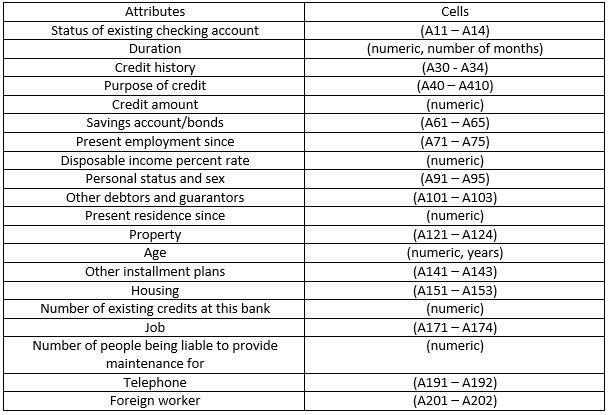 Attributes Cells
Status of existing checking account (A11 – A14)
Duration (numeric, number of months)
Credit history (A30 - A34)
Purpose of credit (A40 – A410)
Credit amount (numeric)
Savings account/bonds (A61 – A65)
Present employment since (A71 – A75)
Disposable income percent rate (numeric)
Personal status and sex (A91 – A95)
Other debtors and guarantors (A101 – A103)
Present residence since (numeric)
Property (A121 – A124)
Age (numeric, years)
Other installment plans (A141 – A143)
Housing (A151 – A153)
Number of existing credits at this bank (numeric)
Job (A171 – A174)
Number of people being liable to provide (numeric)
maintenance for
Telephone (A191 – A192)
Foreign worker (A201 – A202)